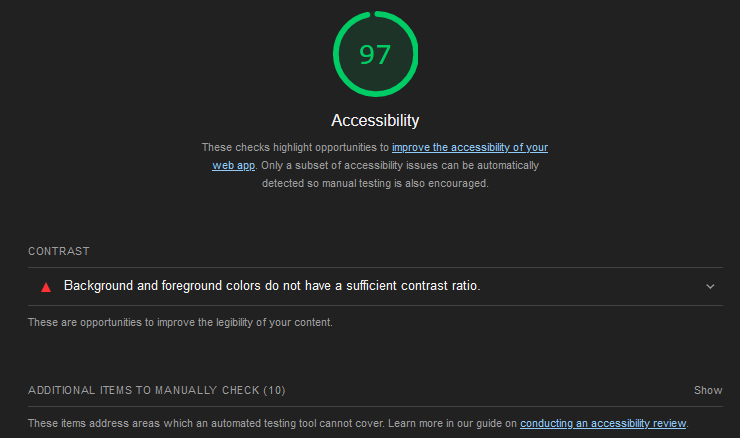 97
Accessibility
These checks highlight opportunities to improve the accessibility of your
web app. Only a subset of accessibility issues can be automatically
detected so manual testing is also encouraged.
CONTRAST
Background and foreground colors do not have a sufficient contrast ratio.
These are opportunities to improve the legibility of your content.
ADDITIONAL ITEMS TO MANUALLY CHECK (10) Show
These items address areas which an automated testing tool cannot cover. Learn more in our guide on conducting an accessibility review.